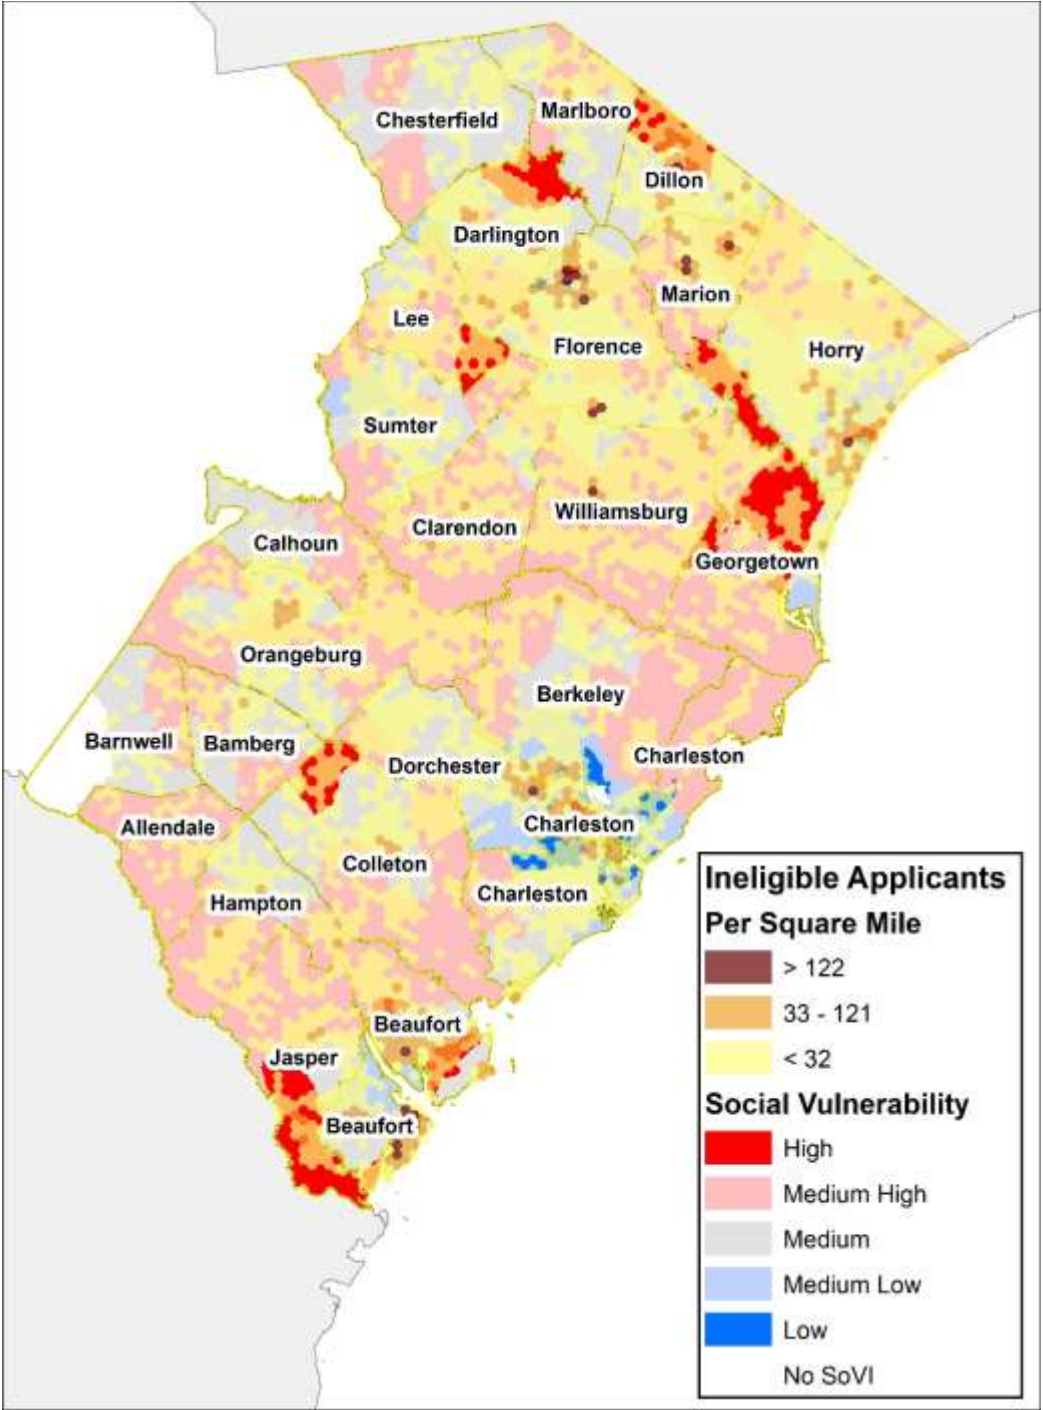 Chesterfield
Marlboro
Dillon
Darlington
Marion
Lee
Florence
Horry
Sumter
Williamsburg
Clarendon
Calhoun
Georgetown
Orangeburg
Berkeley
Barnwell
Bamberg
Charleston
Dorchester
Allendale
Charleston
Colleton
Charleston
Hampton
Beaufort
Jasper
Beaufort
Ineligible Applicants
Per Square Mile
> 122
33 - 121
< 32
Social Vulnerability
High
Medium High
Medium
Medium Low
Low
No SoVI